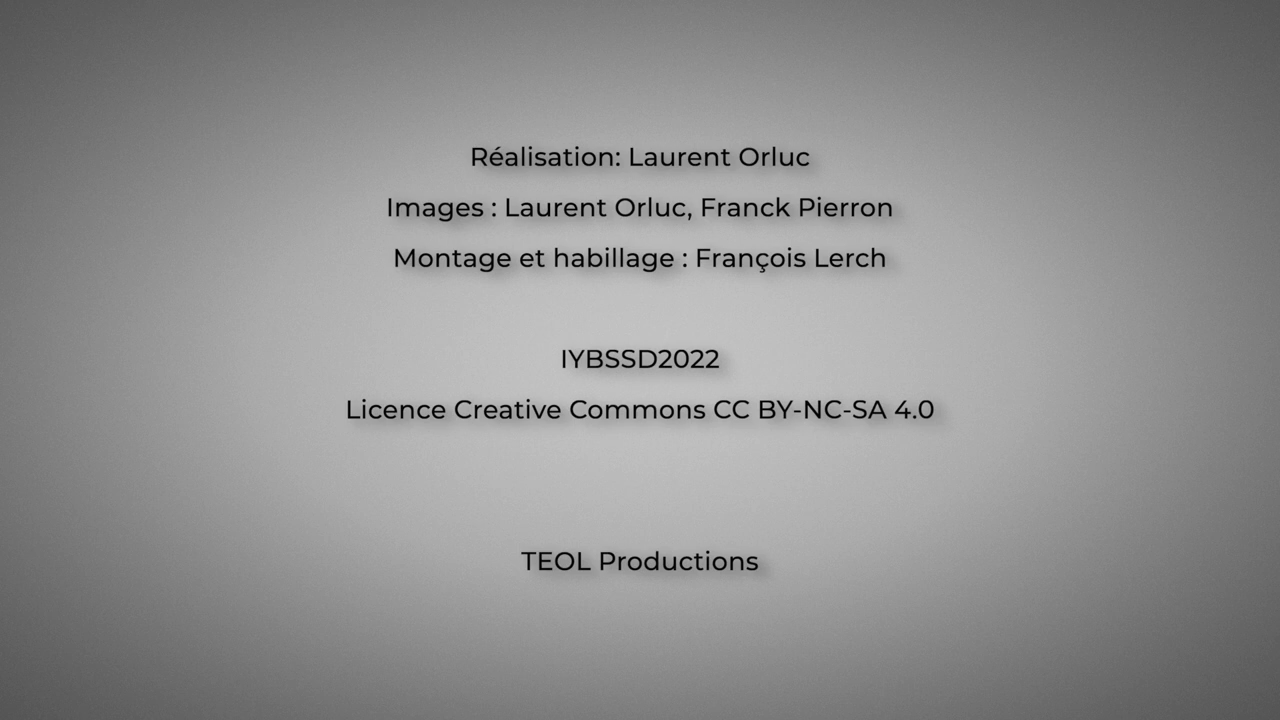 Réalisation: Laurent Orluc
Images : Laurent Orluc, Franck Pierron
Montage et habillage : François Lerch
IYBSSD2022
Licence Creative Commons CC BY-NC-SA 4.0
TEOL Productions